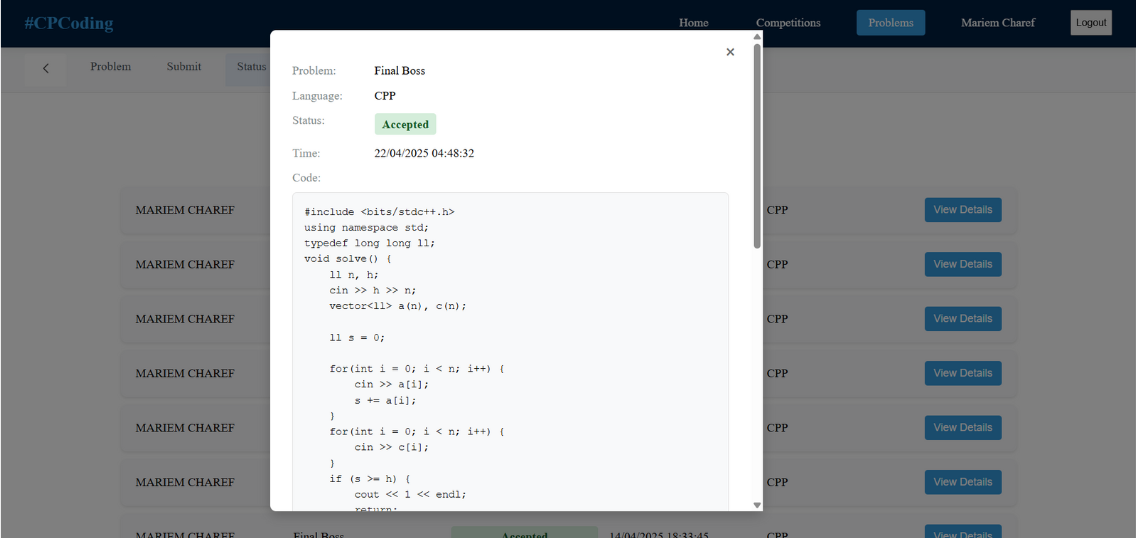 #CPCoding
Home Competitions Problems Mariem Charef Logout
Problem Submit Status
Problem: Final Boss
Language: CPP
Status: Accepted
Time: 22/04/2025 04:48:32
Code:
#include <bits/stdc++.h>
using namespace std;
typedef long long ll;
void solve() {
    ll n, h;
    cin >> h >> n;
    vector<ll> a(n), c(n);
    ll s = 0;
    for(int i = 0; i < n; i++) {
        cin >> a[i];
        s += a[i];
    }
    for(int i = 0; i < n; i++) {
        cin >> c[i];
    }
    if (s >= h) {
        cout << 1 << endl;
        return;
MARIEM CHAREF CPP View Details
MARIEM CHAREF CPP View Details
MARIEM CHAREF CPP View Details
MARIEM CHAREF CPP View Details
MARIEM CHAREF CPP View Details
MARIEM CHAREF CPP View Details
MARIEM CHAREF Final Boss Accepted 14/04/2025 18:33:45 CPP View Details